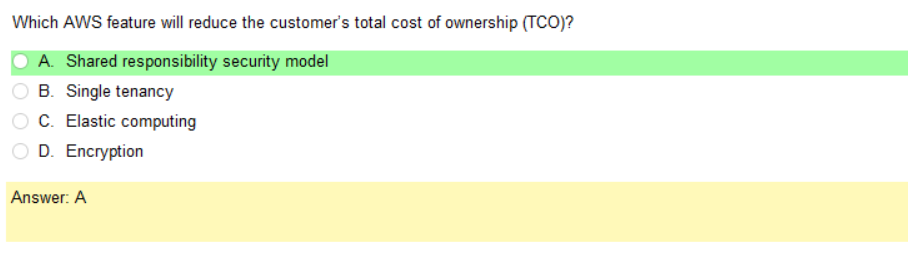 Which AWS feature will reduce the customer's total cost of ownership (TCO)?
A. Shared responsibility security model
B. Single tenancy
C. Elastic computing
D. Encryption
Answer: A